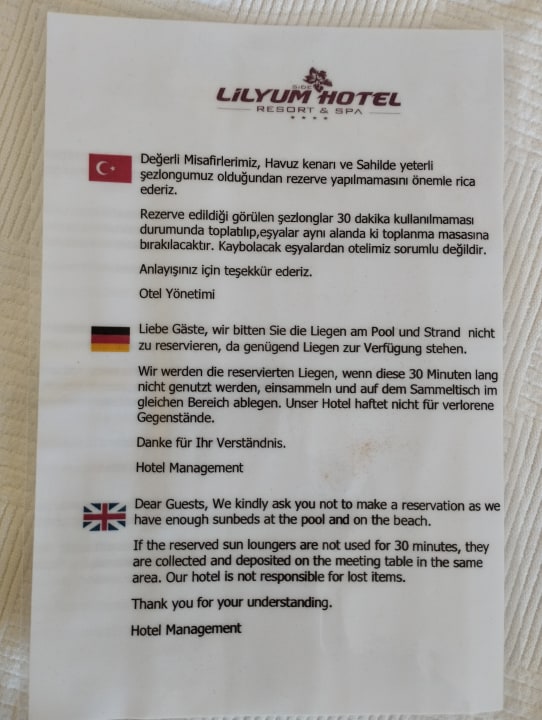 SIDE
LiLYUM HOTEL
RESORT & SPA
Değerli Misafirlerimiz, Havuz kenarı ve Sahilde yeterli
şezlongumuz olduğundan rezerve yapılmamasını önemle rica
ederiz.
Rezerve edildiği görülen şezlonglar 30 dakika kullanılmaması
durumunda toplatılıp,eşyalar aynı alanda ki toplanma masasına
bırakılacaktır. Kaybolacak eşyalardan otelimiz sorumlu değildir.
Anlayışınız için teşekkür ederiz.
Otel Yönetimi
Liebe Gäste, wir bitten Sie die Liegen am Pool und Strand nicht
zu reservieren, da genügend Liegen zur Verfügung stehen.
Wir werden die reservierten Liegen, wenn diese 30 Minuten lang
nicht genutzt werden, einsammeln und auf dem Sammeltisch im
gleichen Bereich ablegen. Unser Hotel haftet nicht für verlorene
Gegenstände.
Danke für Ihr Verständnis.
Hotel Management
Dear Guests, We kindly ask you not to make a reservation as we
have enough sunbeds at the pool and on the beach.
If the reserved sun loungers are not used for 30 minutes, they
are collected and deposited on the meeting table in the same
area. Our hotel is not responsible for lost items.
Thank you for your understanding.
Hotel Management